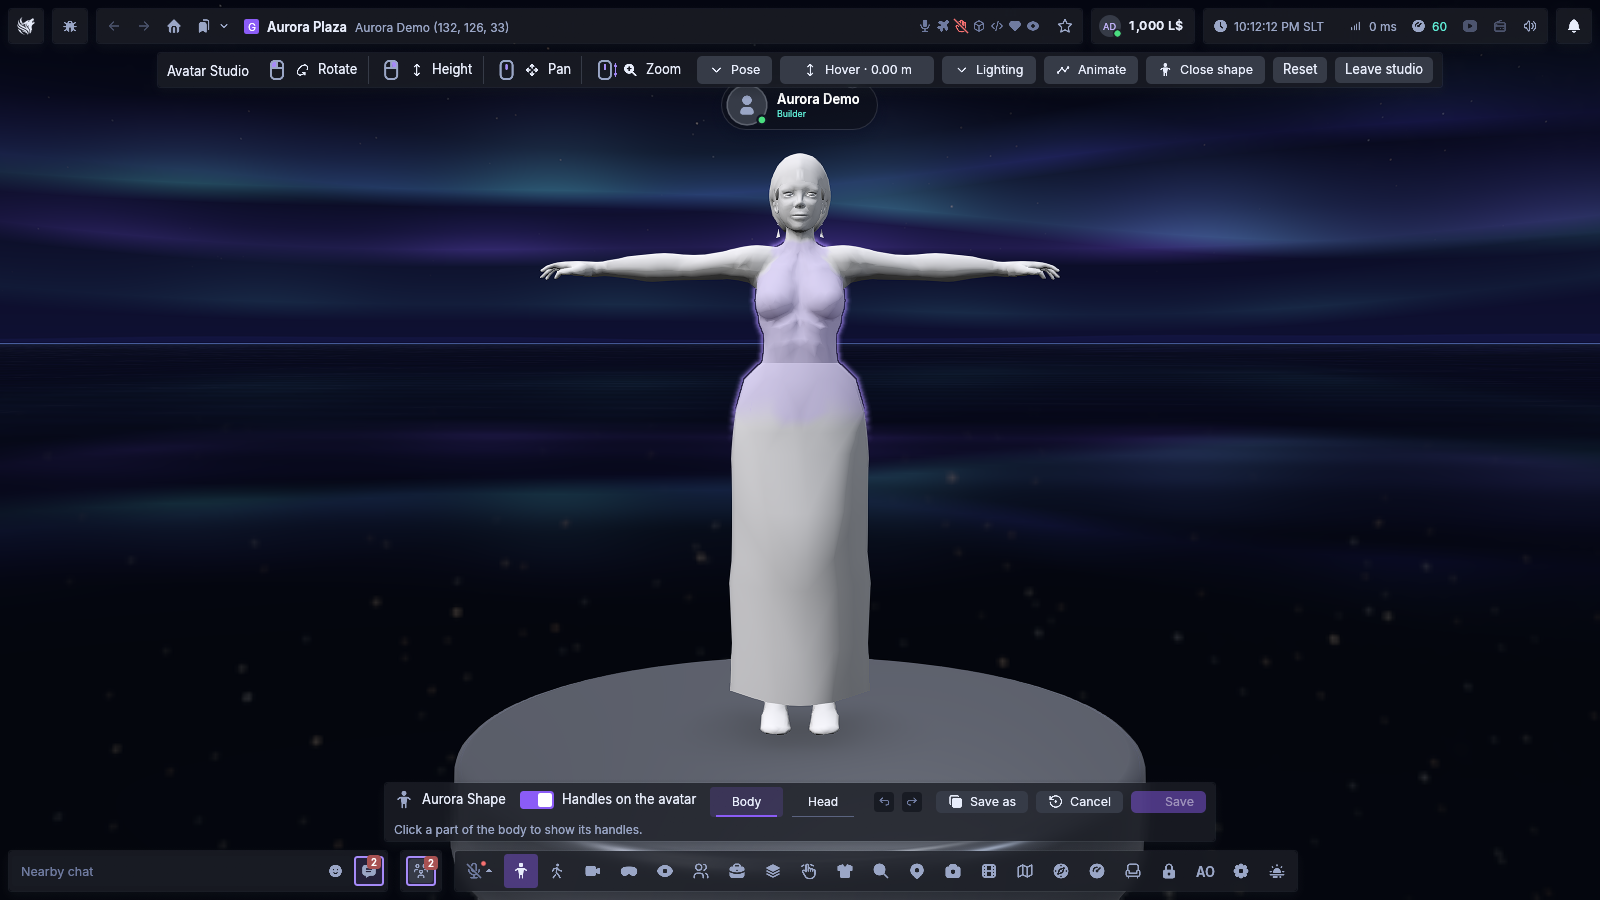 G Aurora Plaza Aurora Demo (132, 126, 33)
AD 1,000 L$
10:12:12 PM SLT 0 ms 60
Avatar Studio Rotate Height Pan Zoom Pose Hover · 0.00 m Lighting Animate Close shape Reset Leave studio
Aurora Demo
Builder
Aurora Shape Handles on the avatar Body Head Save as Cancel Save
Click a part of the body to show its handles.
Nearby chat 2 2 AO